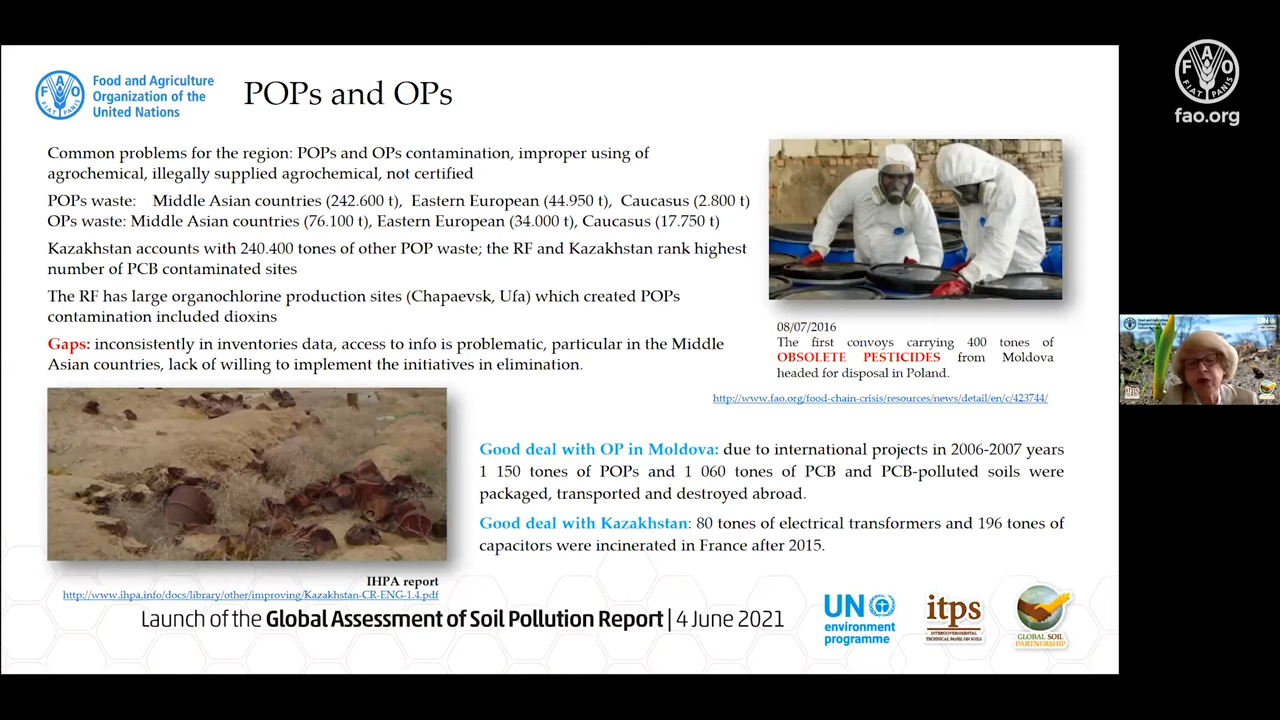 Food and Agriculture
Organization of the
United Nations
POPs and OPs
Common problems for the region: POPs and OPs contamination, improper using of
agrochemical, illegally supplied agrochemical, not certified
POPs waste: Middle Asian countries (242.600 t), Eastern European (44.950 t), Caucasus (2.800 t)
OPs waste: Middle Asian countries (76.100 t), Eastern European (34.000 t), Caucasus (17.750 t)
Kazakhstan accounts with 240.400 tones of other POP waste; the RF and Kazakhstan rank highest
number of PCB contaminated sites
The RF has large organochlorine production sites (Chapaevsk, Ufa) which created POPs
contamination included dioxins
Gaps: inconsistently in inventories data, access to info is problematic, particular in the Middle
Asian countries, lack of willing to implement the initiatives in elimination.
08/07/2016
The first convoys carrying 400 tones of
OBSOLETE PESTICIDES from Moldova
headed for disposal in Poland.
http://www.fao.org/food-chain-crisis/resources/news/detail/en/c/423744/
Good deal with OP in Moldova: due to international projects in 2006-2007 years
1 150 tones of POPs and 1 060 tones of PCB and PCB-polluted soils were
packaged, transported and destroyed abroad.
Good deal with Kazakhstan: 80 tones of electrical transformers and 196 tones of
capacitors were incinerated in France after 2015.
IHPA report
http://www.ihpa.info/docs/library/other/improving/Kazakhstan-CR-ENG-1.4.pdf
Launch of the Global Assessment of Soil Pollution Report | 4 June 2021
UN
environment
programme
itps
INTERGOVERNMENTAL
TECHNICAL PANEL ON SOILS
GLOBAL SOIL
PARTNERSHIP
FAO
FIAT PANIS
fao.org